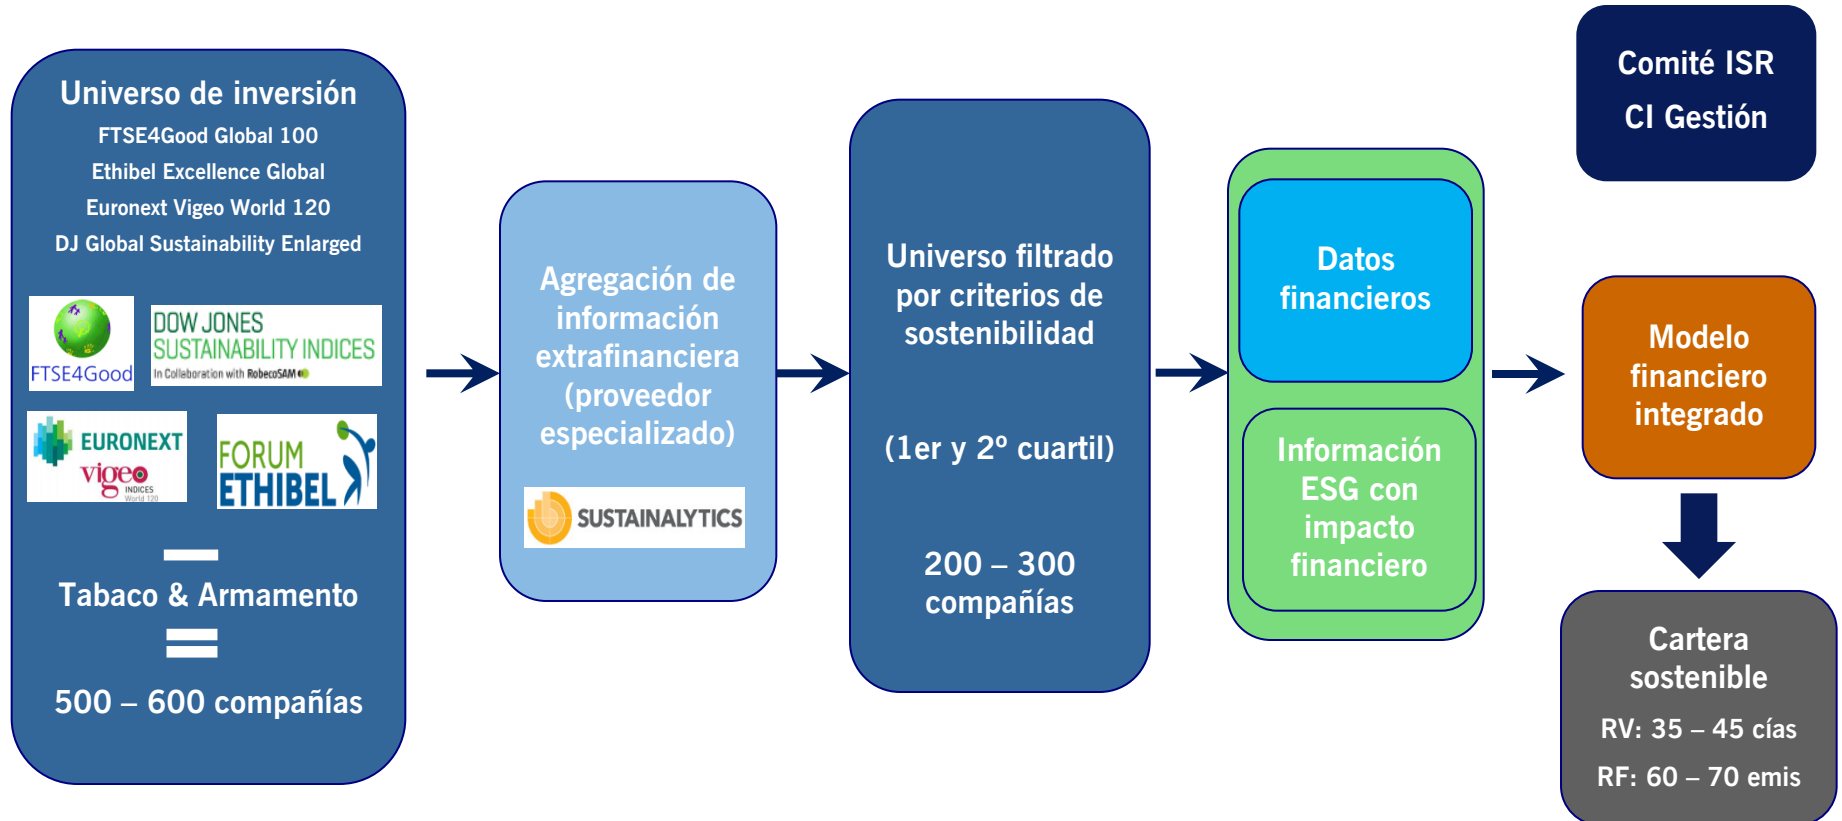 Universo de inversión
FTSE4Good Global 100
Ethibel Excellence Global
Euronext Vigeo World 120
DJ Global Sustainability Enlarged
FTSE4Good
DOW JONES
SUSTAINABILITY INDICES
In Collaboration with RobecoSAM
EURONEXT
vigeo
INDICES
World 120
FORUM
ETHIBEL
Tabaco & Armamento
500 – 600 compañías
Agregación de
información
extrafinanciera
(proveedor
especializado)
SUSTAINALYTICS
Universo filtrado
por criterios de
sostenibilidad
(1er y 2º cuartil)
200 – 300
compañías
Datos
financieros
Información
ESG con
impacto
financiero
Comité ISR
CI Gestión
Modelo
financiero
integrado
Cartera
sostenible
RV: 35 – 45 cías
RF: 60 – 70 emis